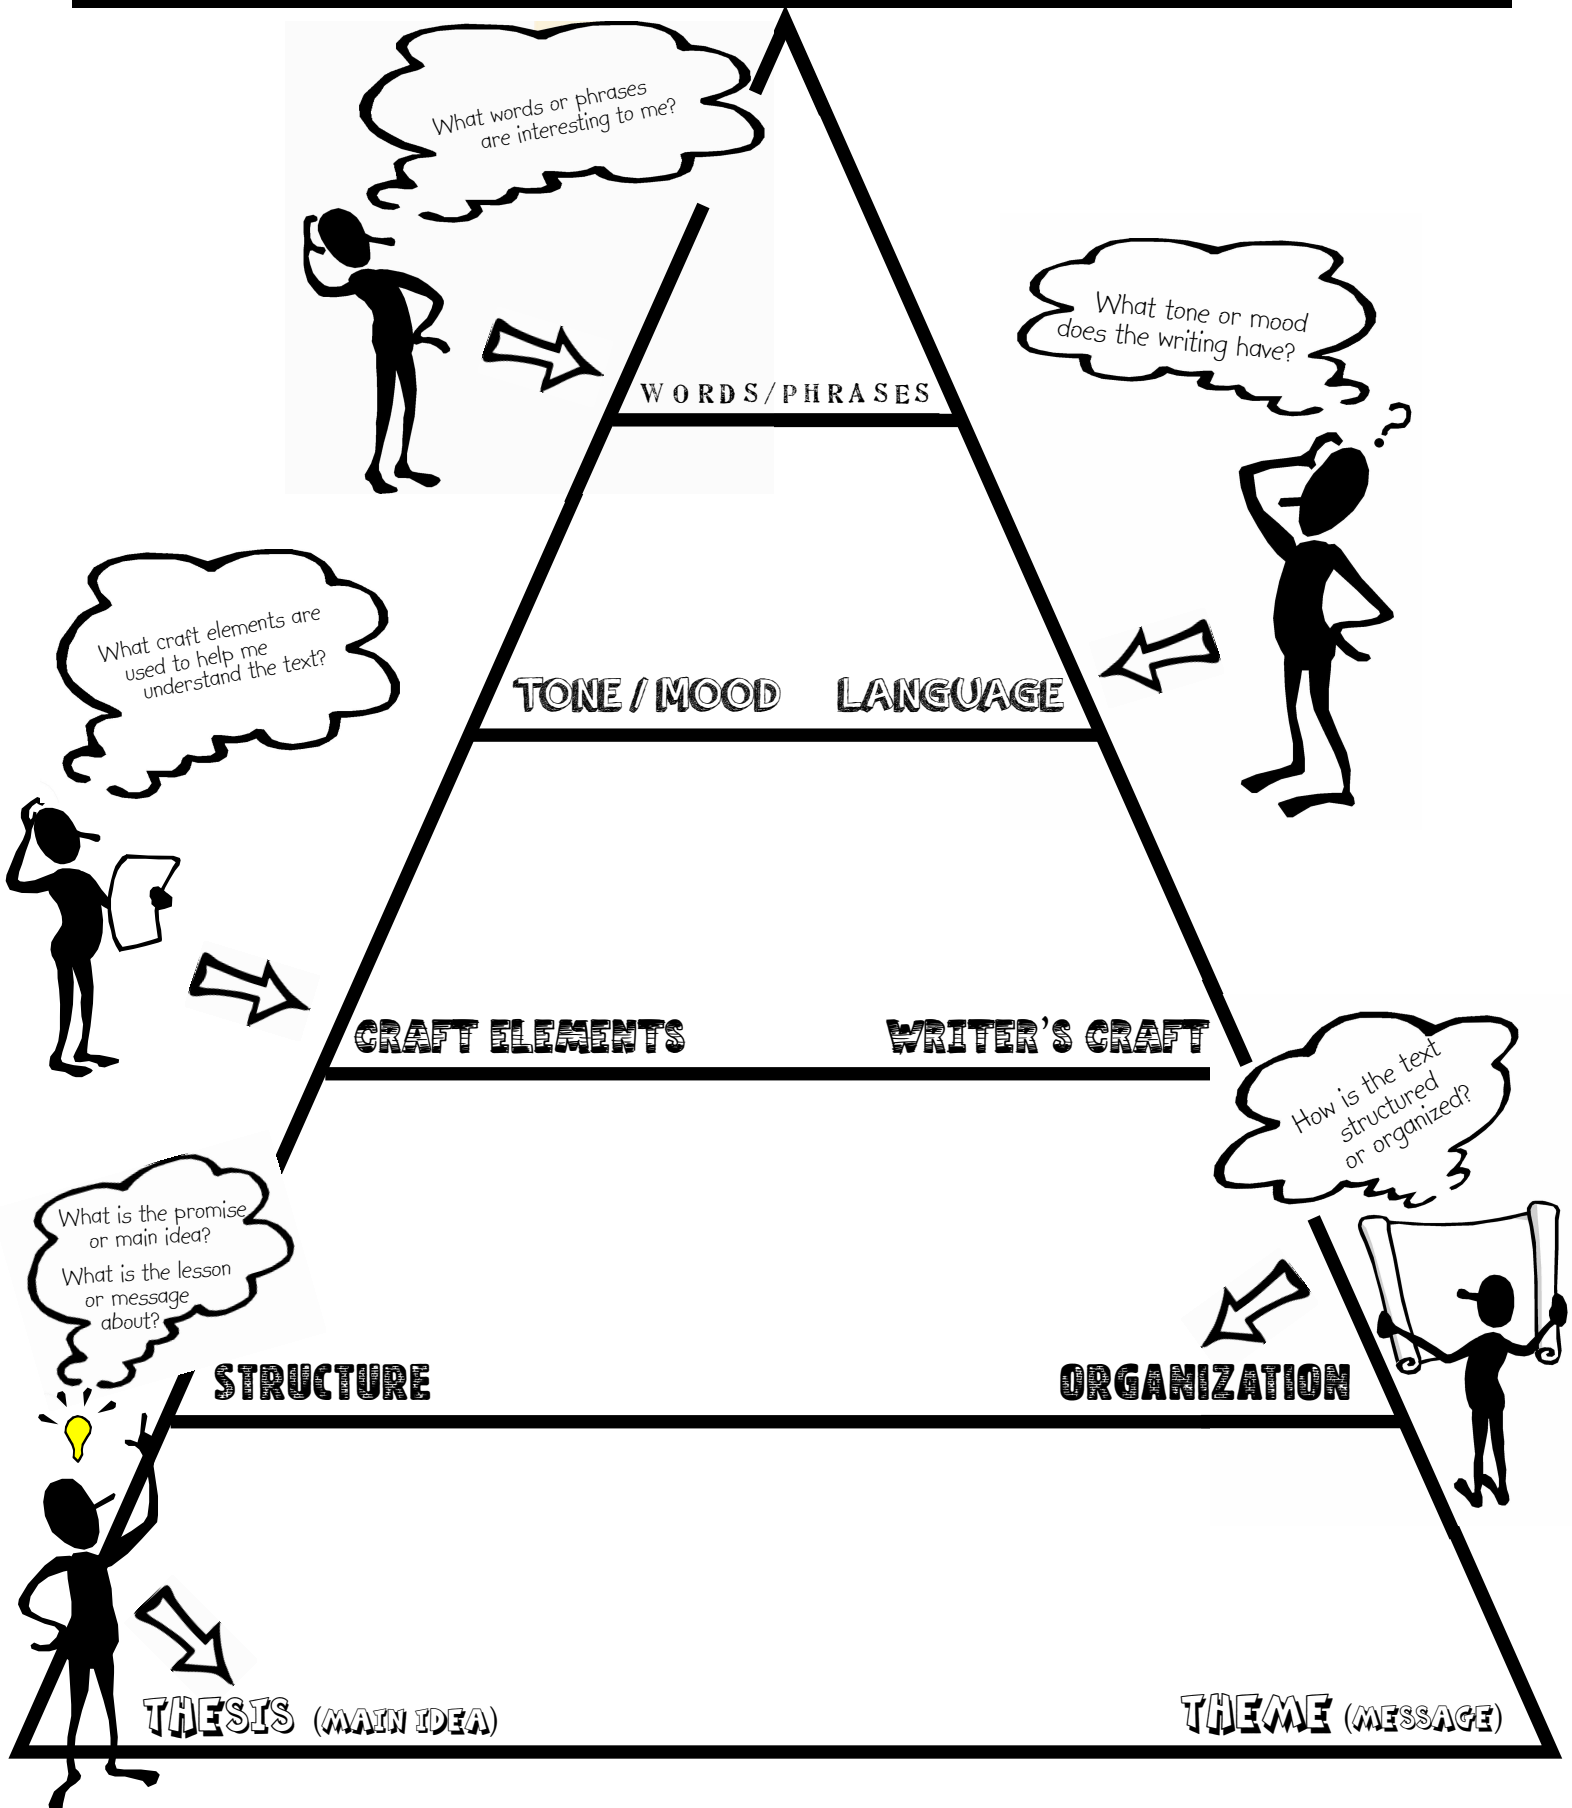 What words or phrases
are interesting to me?
What tone or mood
does the writing have?
?
WORDS/PHRASES
What craft elements are
used to help me
understand the text?
TONE / MOOD LANGUAGE
CRAFT ELEMENTS WRITER'S CRAFT
How is the text
structured
or organized?
What is the promise
or main idea?
What is the lesson
or message
about?
STRUCTURE ORGANIZATION
THESIS (MAIN IDEA) THEME (MESSAGE)